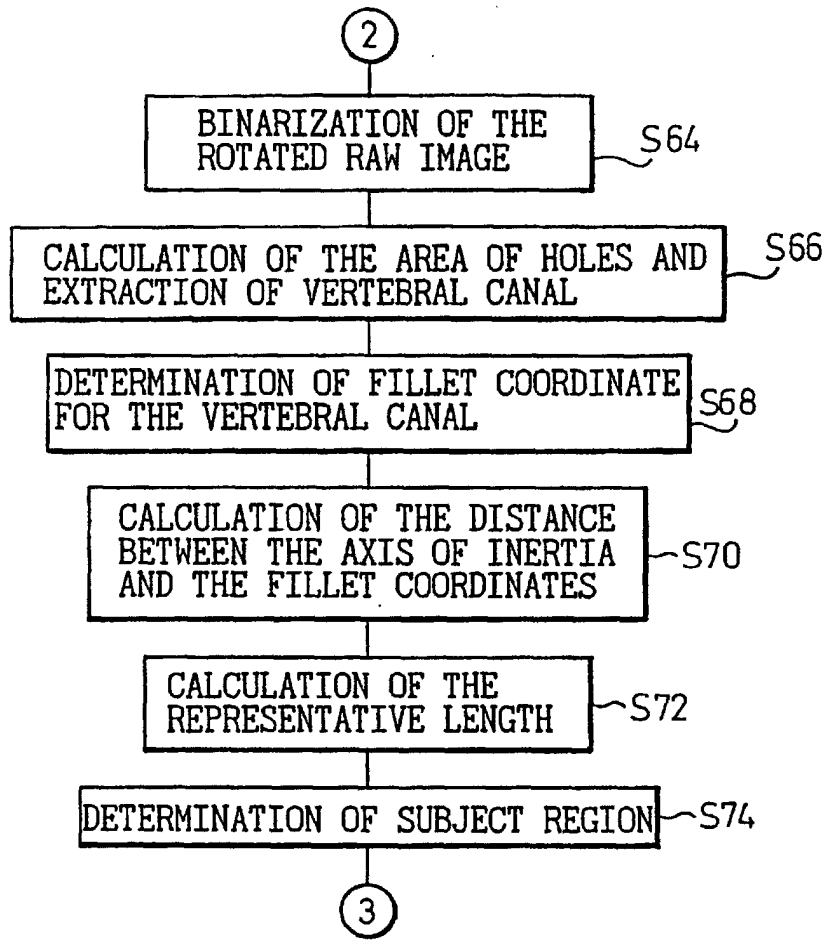 2
BINARIZATION OF THE
ROTATED RAW IMAGE
S64
CALCULATION OF THE AREA OF HOLES AND
EXTRACTION OF VERTEBRAL CANAL
S66
DETERMINATION OF FILLET COORDINATE
FOR THE VERTEBRAL CANAL
S68
CALCULATION OF THE DISTANCE
BETWEEN THE AXIS OF INERTIA
AND THE FILLET COORDINATES
S70
CALCULATION OF THE
REPRESENTATIVE LENGTH
S72
DETERMINATION OF SUBJECT REGION
S74
3